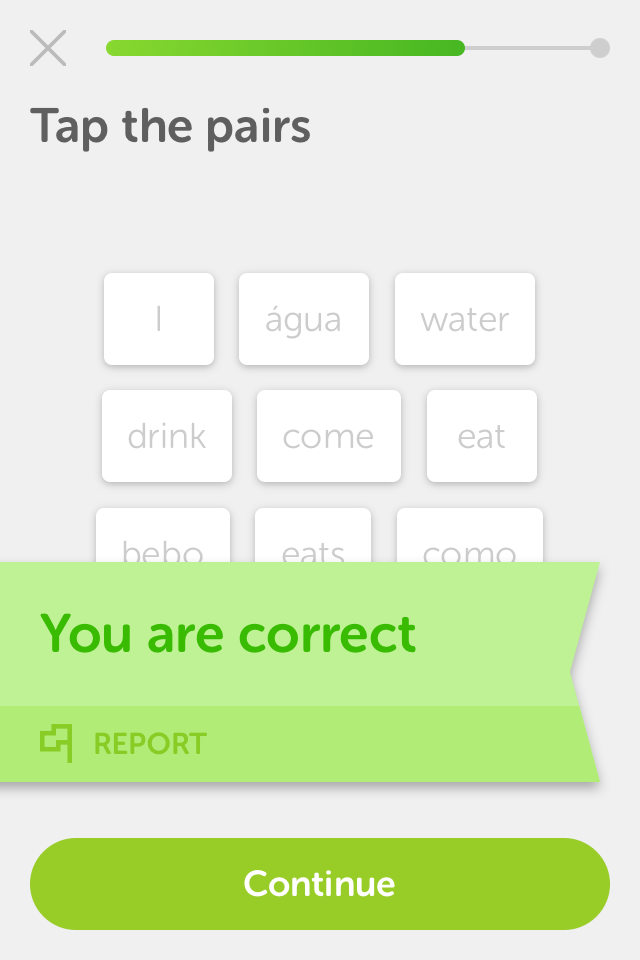 Tap the pairs
I água water
drink come eat
bebo eats como
You are correct
REPORT
Continue